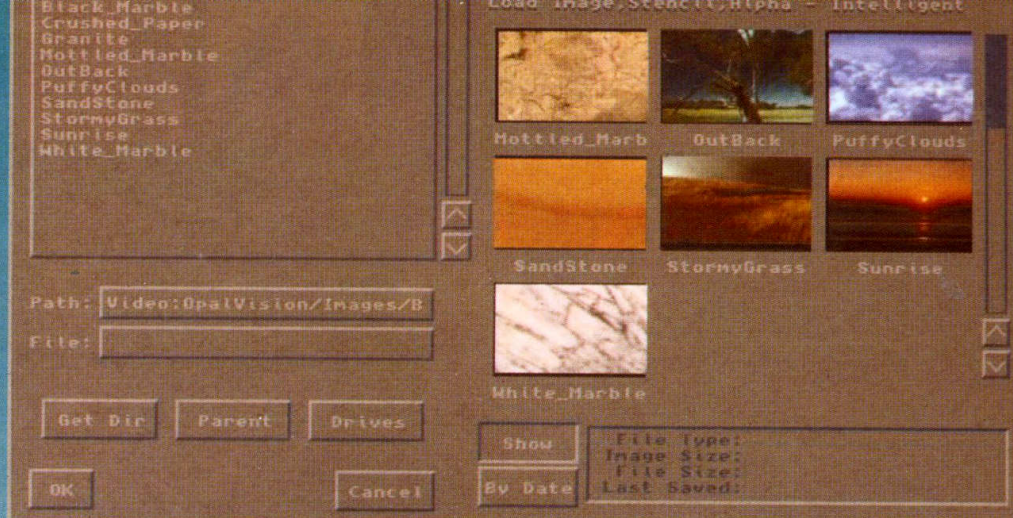 Black_Marble
Crushed_Paper
Granite
Mottled_Marble
OutBack
PuffyClouds
SandStone
StormyGrass
Sunrise
White_Marble
Path: Video:OpalVision/Images/B
File:
Get Dir Parent Drives
OK Cancel
Load Image,Stencil,Alpha - Intelligent
Mottled_Marb OutBack PuffyClouds
SandStone StormyGrass Sunrise
White_Marble
Show
By Date
File Type:
Image Size:
File Size:
Last Saved: